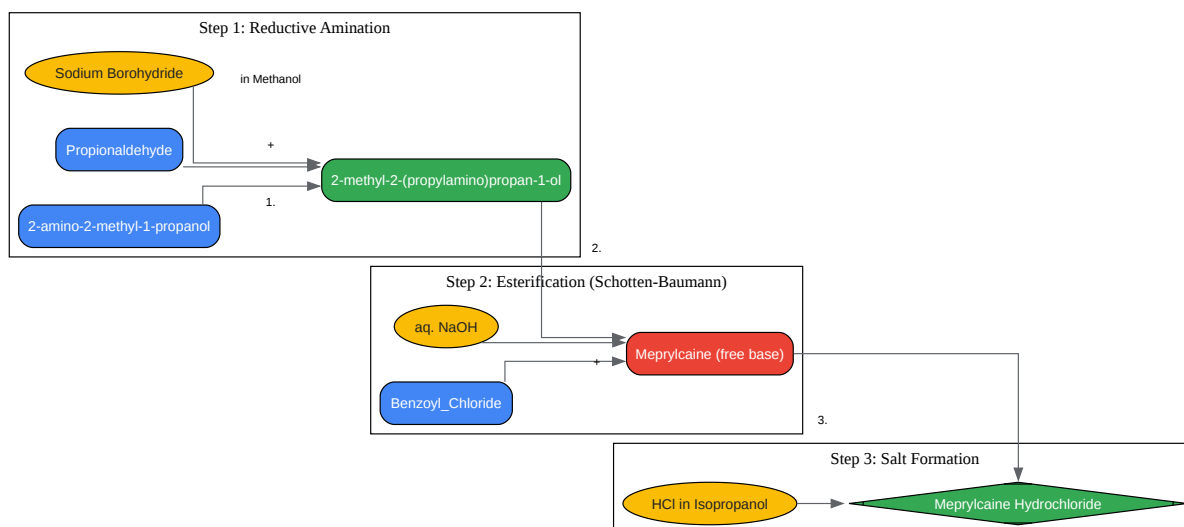 Step 1: Reductive Amination
Sodium Borohydride
in Methanol
Propionaldehyde
+
2-methyl-2-(propylamino)propan-1-ol
1.
2-amino-2-methyl-1-propanol
2.
Step 2: Esterification (Schotten-Baumann)
aq. NaOH
Meprylcaine (free base)
+
Benzoyl_Chloride
3.
Step 3: Salt Formation
HCl in Isopropanol
Meprylcaine Hydrochloride